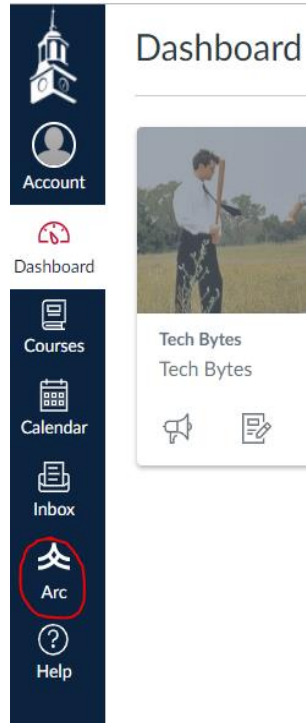 Dashboard
Account
Dashboard
Courses
Calendar
Inbox
Arc
Help
Tech Bytes
Tech Bytes